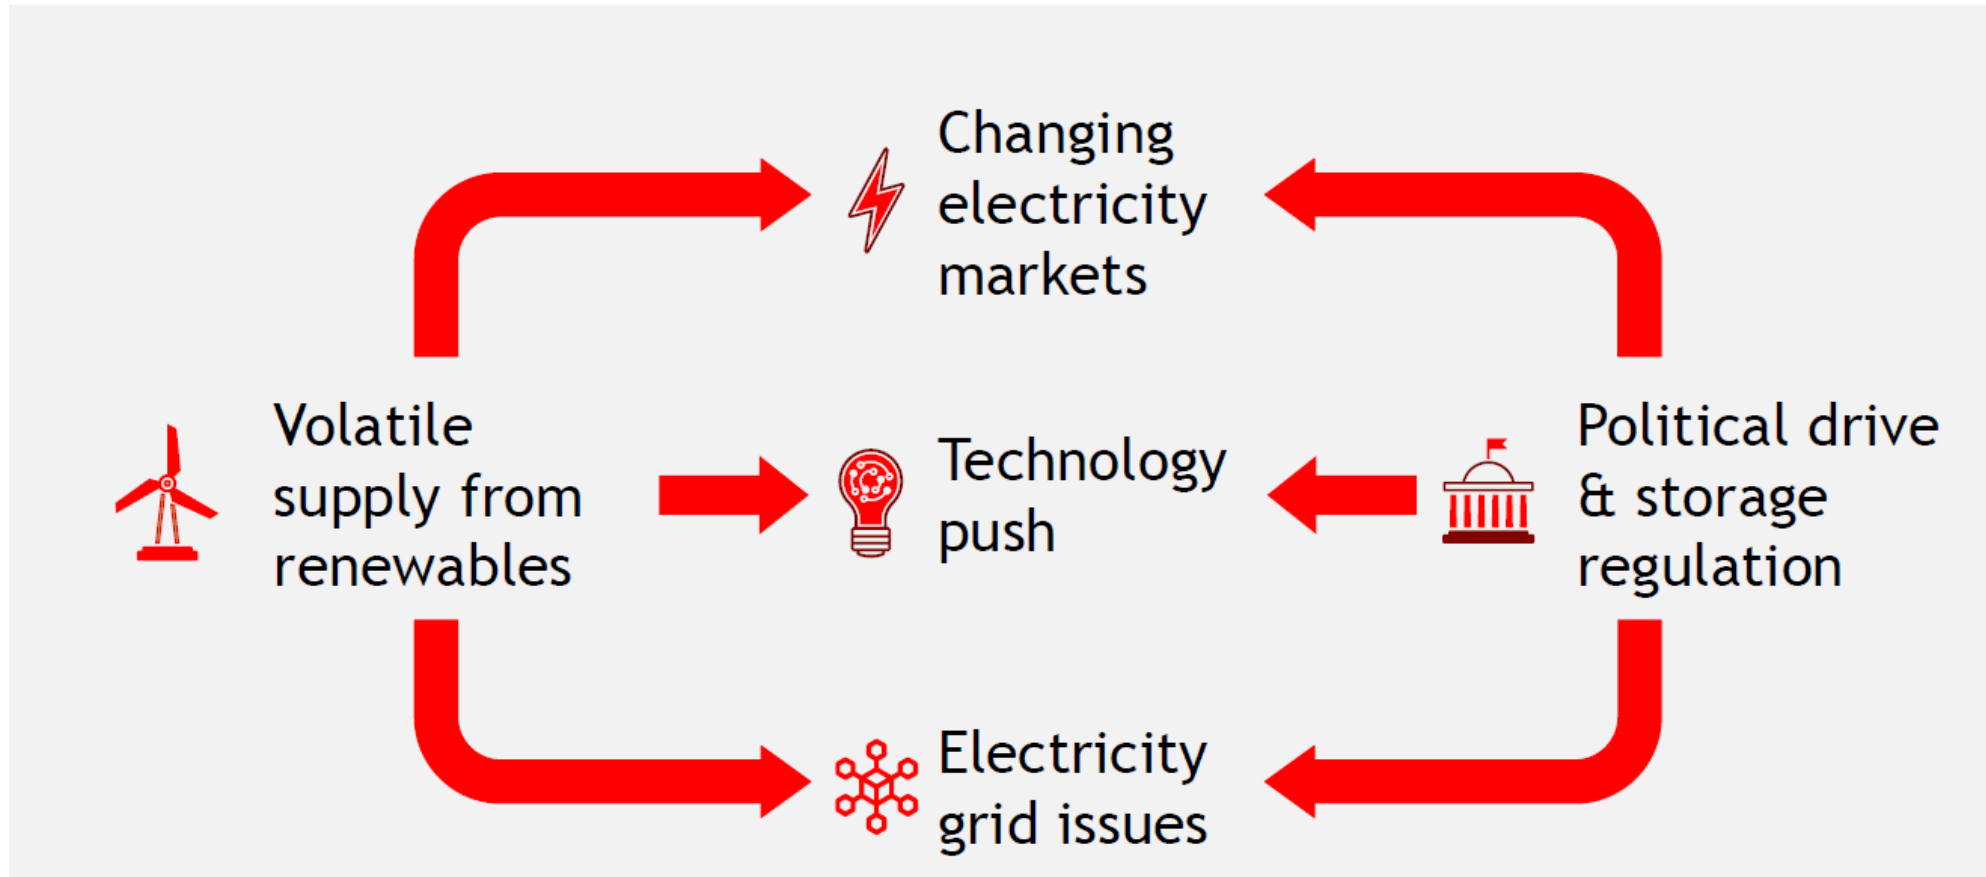 Changing
electricity
markets
Volatile
supply from
renewables
Technology
push
Political drive
& storage
regulation
Electricity
grid issues